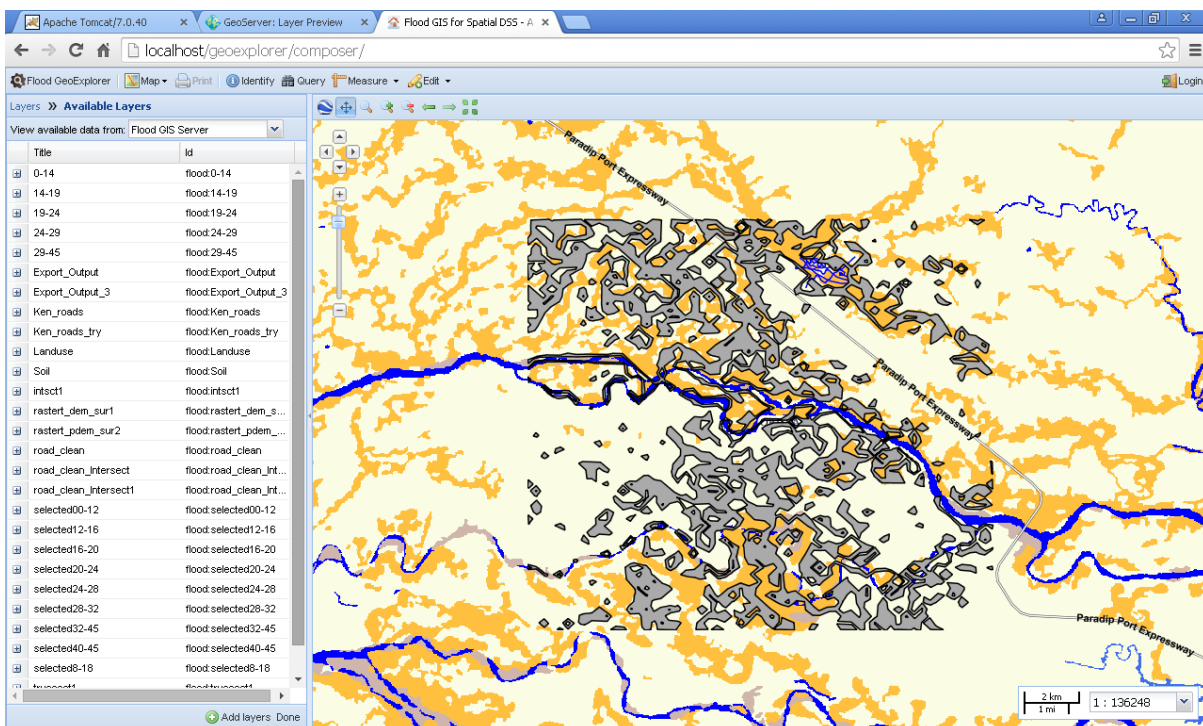 Apache Tomcat/7.0.40
GeoServer: Layer Preview
Flood GIS for Spatial DSS - A
localhost/geoexplorer/composer/
Flood GeoExplorer Map Print Identify Query Measure Edit Login
Layers Available Layers
View available data from: Flood GIS Server
Title Id
0-14 flood:0-14
14-19 flood:14-19
19-24 flood:19-24
24-29 flood:24-29
29-45 flood:29-45
Export_Output flood:Export_Output
Export_Output_3 flood:Export_Output_3
Ken_roads flood:Ken_roads
Ken_roads_try flood:Ken_roads_try
Landuse flood:Landuse
Soil flood:Soil
intsct1 flood:intsct1
rastert_dem_sur1 flood:rastert_dem_s...
rastert_pdem_sur2 flood:rastert_pdem_...
road_clean flood:road_clean
road_clean_Intersect flood:road_clean_Int...
road_clean_Intersect1 flood:road_clean_Int...
selected00-12 flood:selected00-12
selected12-16 flood:selected12-16
selected16-20 flood:selected16-20
selected20-24 flood:selected20-24
selected24-28 flood:selected24-28
selected28-32 flood:selected28-32
selected32-45 flood:selected32-45
selected40-45 flood:selected40-45
selected8-18 flood:selected8-18
Add layers Done
Paradip Port Expressway
Paradip Port Expressway
Paradip Port Expressway
2 km
1 mi
1 : 136248